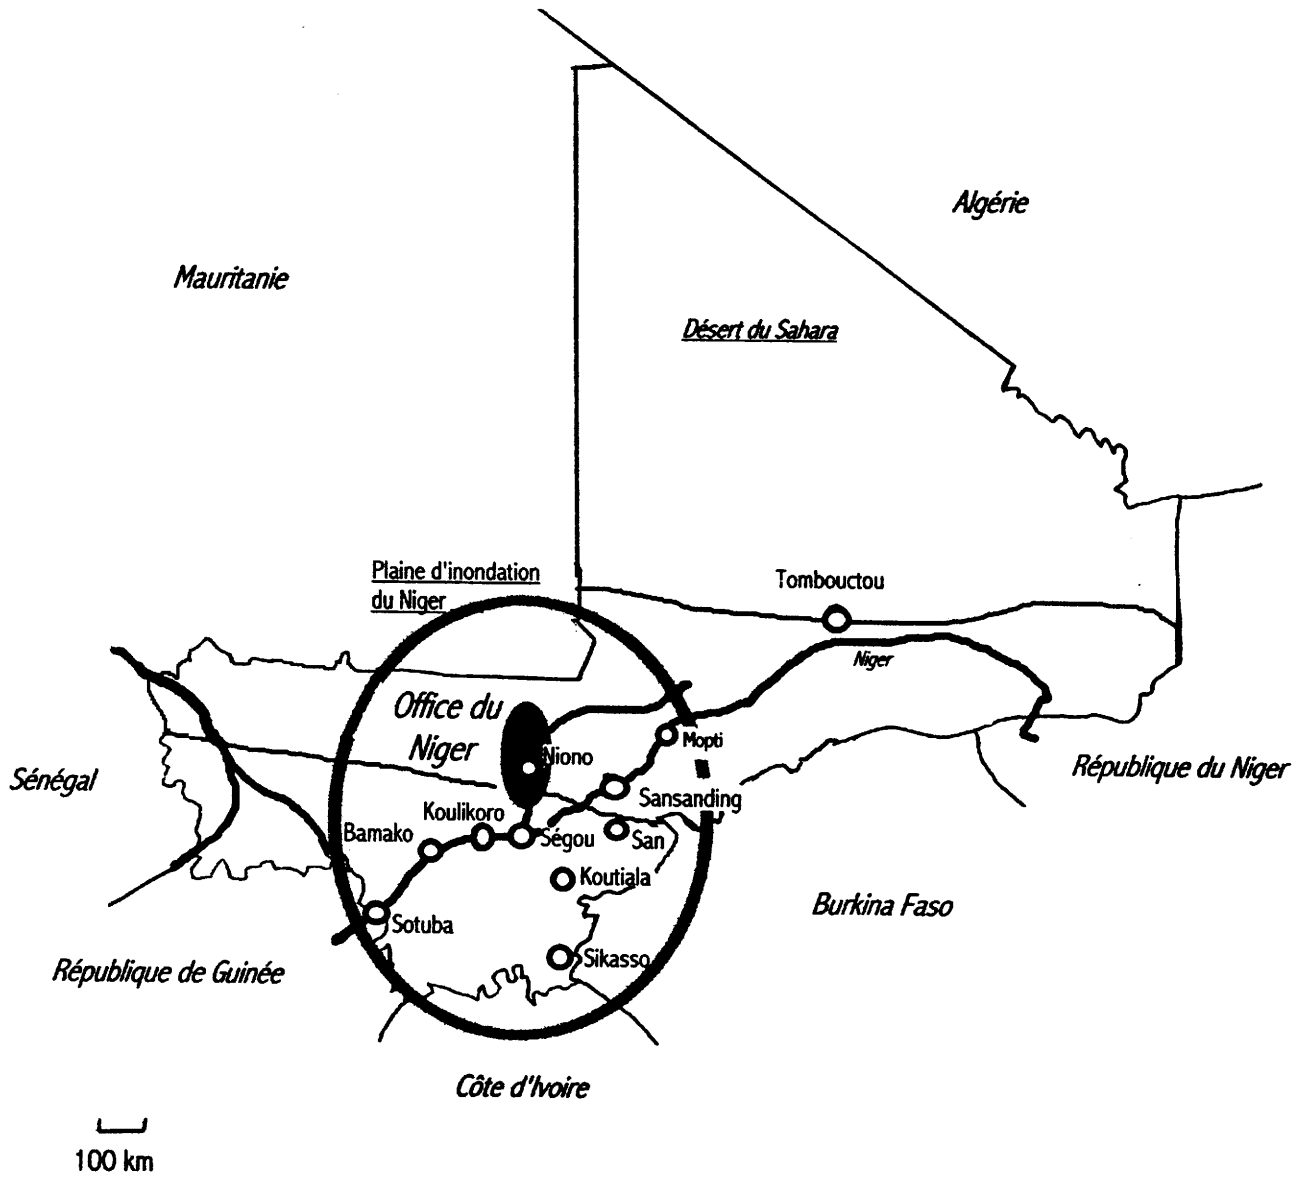 Algérie
Mauritanie
Désert du Sahara
Plaine d'inondation
du Niger
Tombouctou
Niger
Office du
Niger
Mopti
Niono
Sénégal
République du Niger
Sansanding
Koulikoro
Bamako
Ségou
San
Koutiala
Burkina Faso
Sotuba
Sikasso
République de Guinée
Côte d'Ivoire
100 km